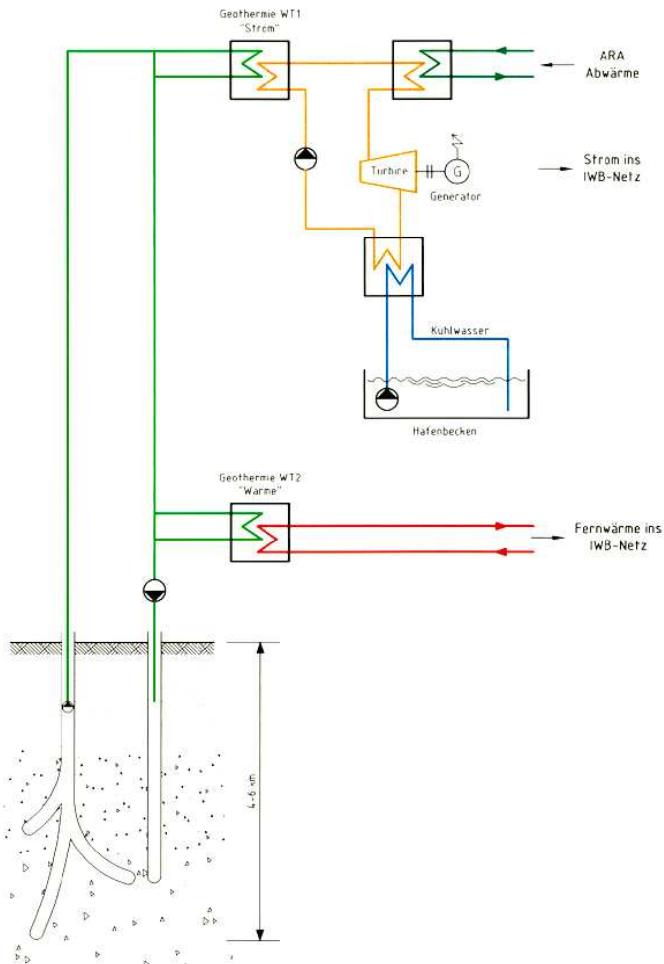 Geothermie WT1
"Strom"
ARA
Abwärme
Turbine
G
Generator
Strom ins
IWB-Netz
Kuhlwasser
Hafenbecken
Geothermie WT2
"Wärme"
Fernwärme ins
IWB-Netz
4-6 km